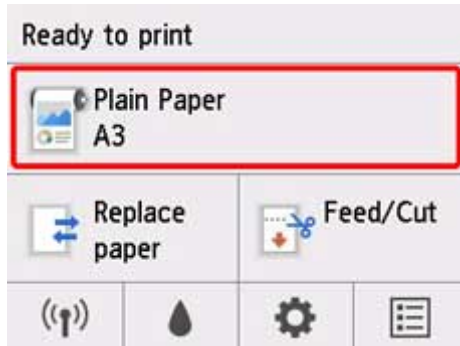 Ready to print
Plain Paper
A3
Replace
paper
Feed/Cut